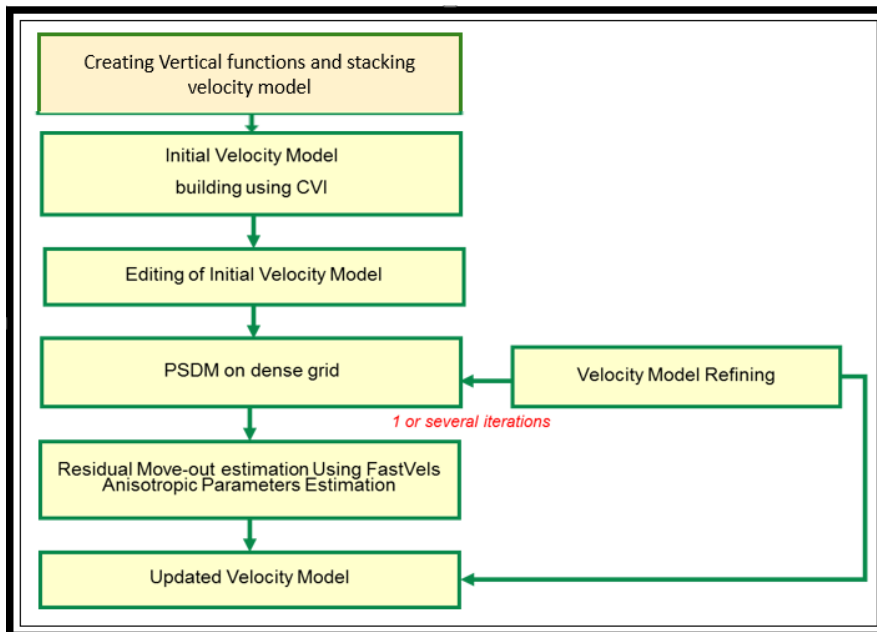 Creating Vertical functions and stacking
velocity model
Initial Velocity Model
building using CVI
Editing of Initial Velocity Model
PSDM on dense grid
Velocity Model Refining
1 or several iterations
Residual Move-out estimation Using FastVels
Anisotropic Parameters Estimation
Updated Velocity Model